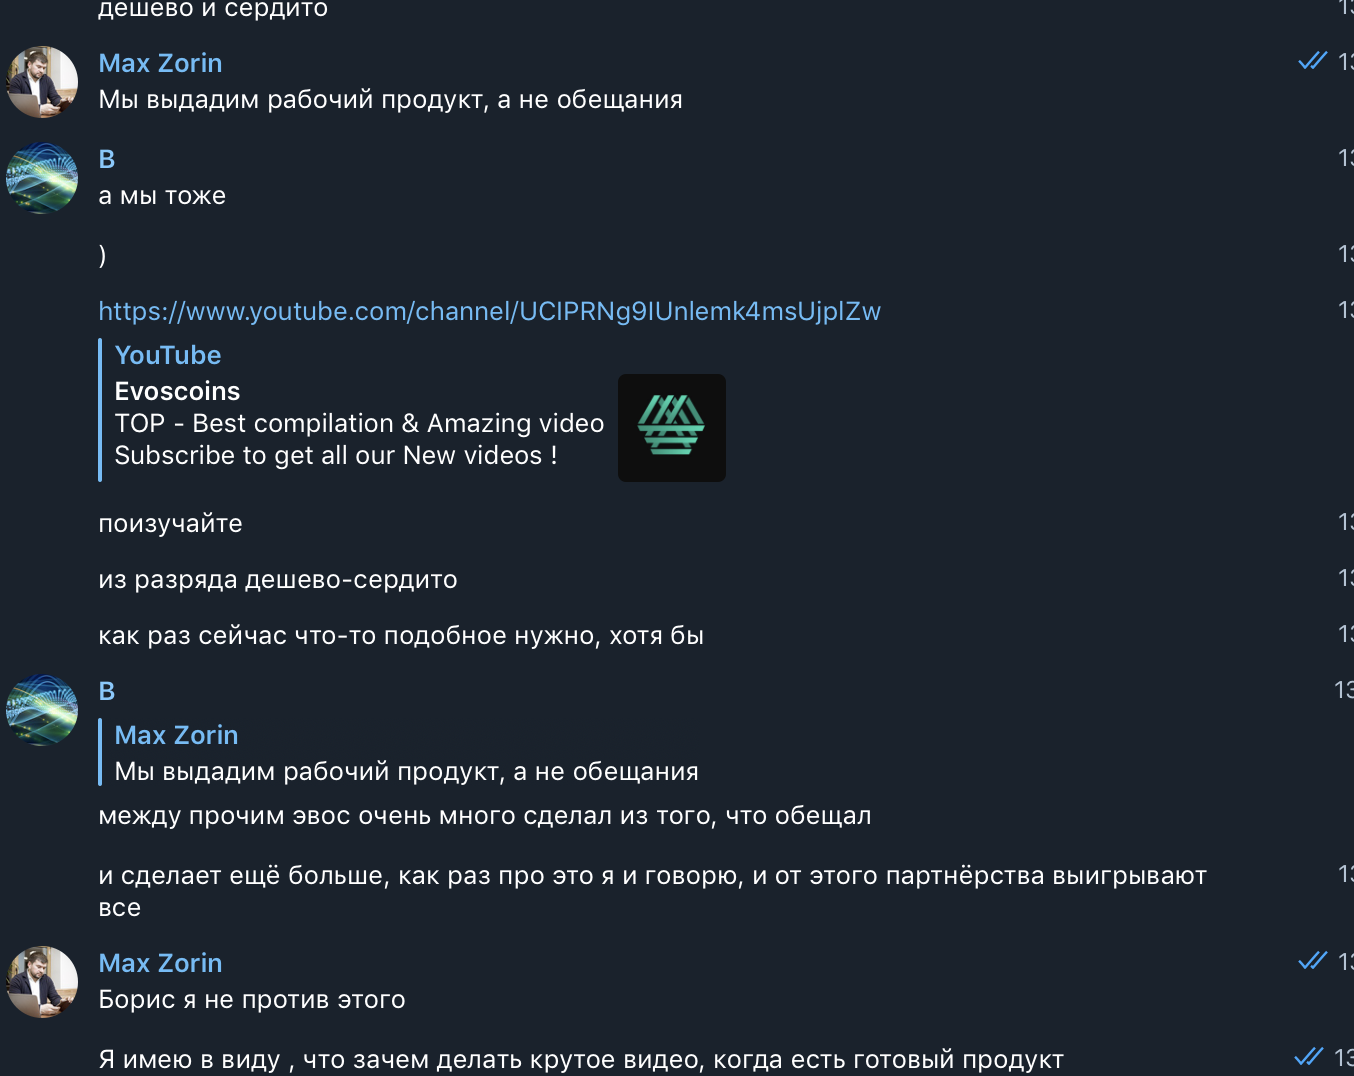 дешево и сердито
Max Zorin
Мы выдадим рабочий продукт, а не обещания
B
а мы тоже
)
https://www.youtube.com/channel/UCIPRNg9IUnlemk4msUjplZw
YouTube
Evoscoins
TOP - Best compilation & Amazing video
Subscribe to get all our New videos !
поизучайте
из разряда дешево-сердито
как раз сейчас что-то подобное нужно, хотя бы
B
Max Zorin
Мы выдадим рабочий продукт, а не обещания
между прочим эвос очень много сделал из того, что обещал
и сделает ещё больше, как раз про это я и говорю, и от этого партнёрства выигрывают
все
Max Zorin
Борис я не против этого
Я имею в виду , что зачем делать крутое видео, когда есть готовый продукт